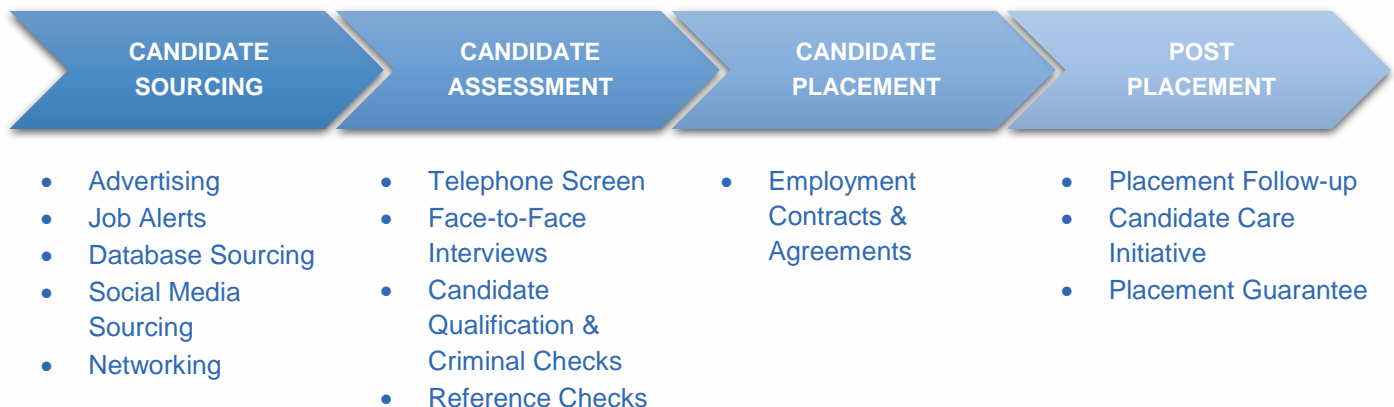 CANDIDATE
SOURCING
CANDIDATE
ASSESSMENT
CANDIDATE
PLACEMENT
POST
PLACEMENT
• Advertising
• Job Alerts
• Database Sourcing
• Social Media
Sourcing
• Networking
• Telephone Screen
• Face-to-Face
Interviews
• Candidate
Qualification &
Criminal Checks
• Reference Checks
• Employment
Contracts &
Agreements
• Placement Follow-up
• Candidate Care
Initiative
• Placement Guarantee